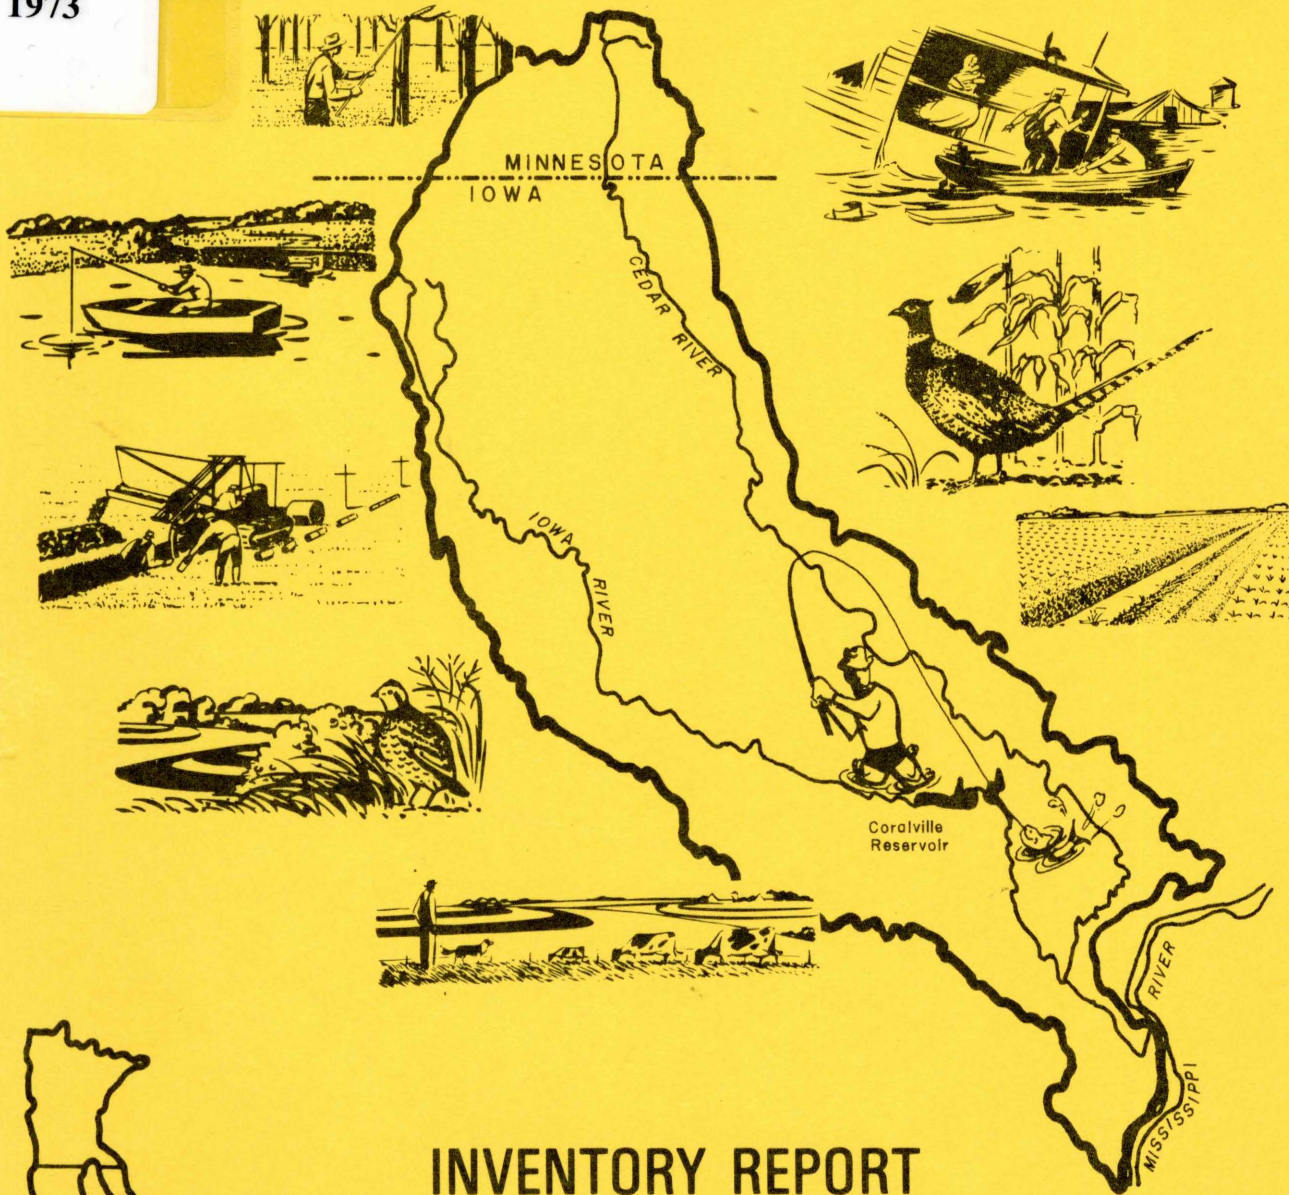 1973
MINNESOTA
IOWA
CEDAR RIVER
IOWA RIVER
Coralville
Reservoir
RIVER
MISSISSIPPI
INVENTORY REPORT